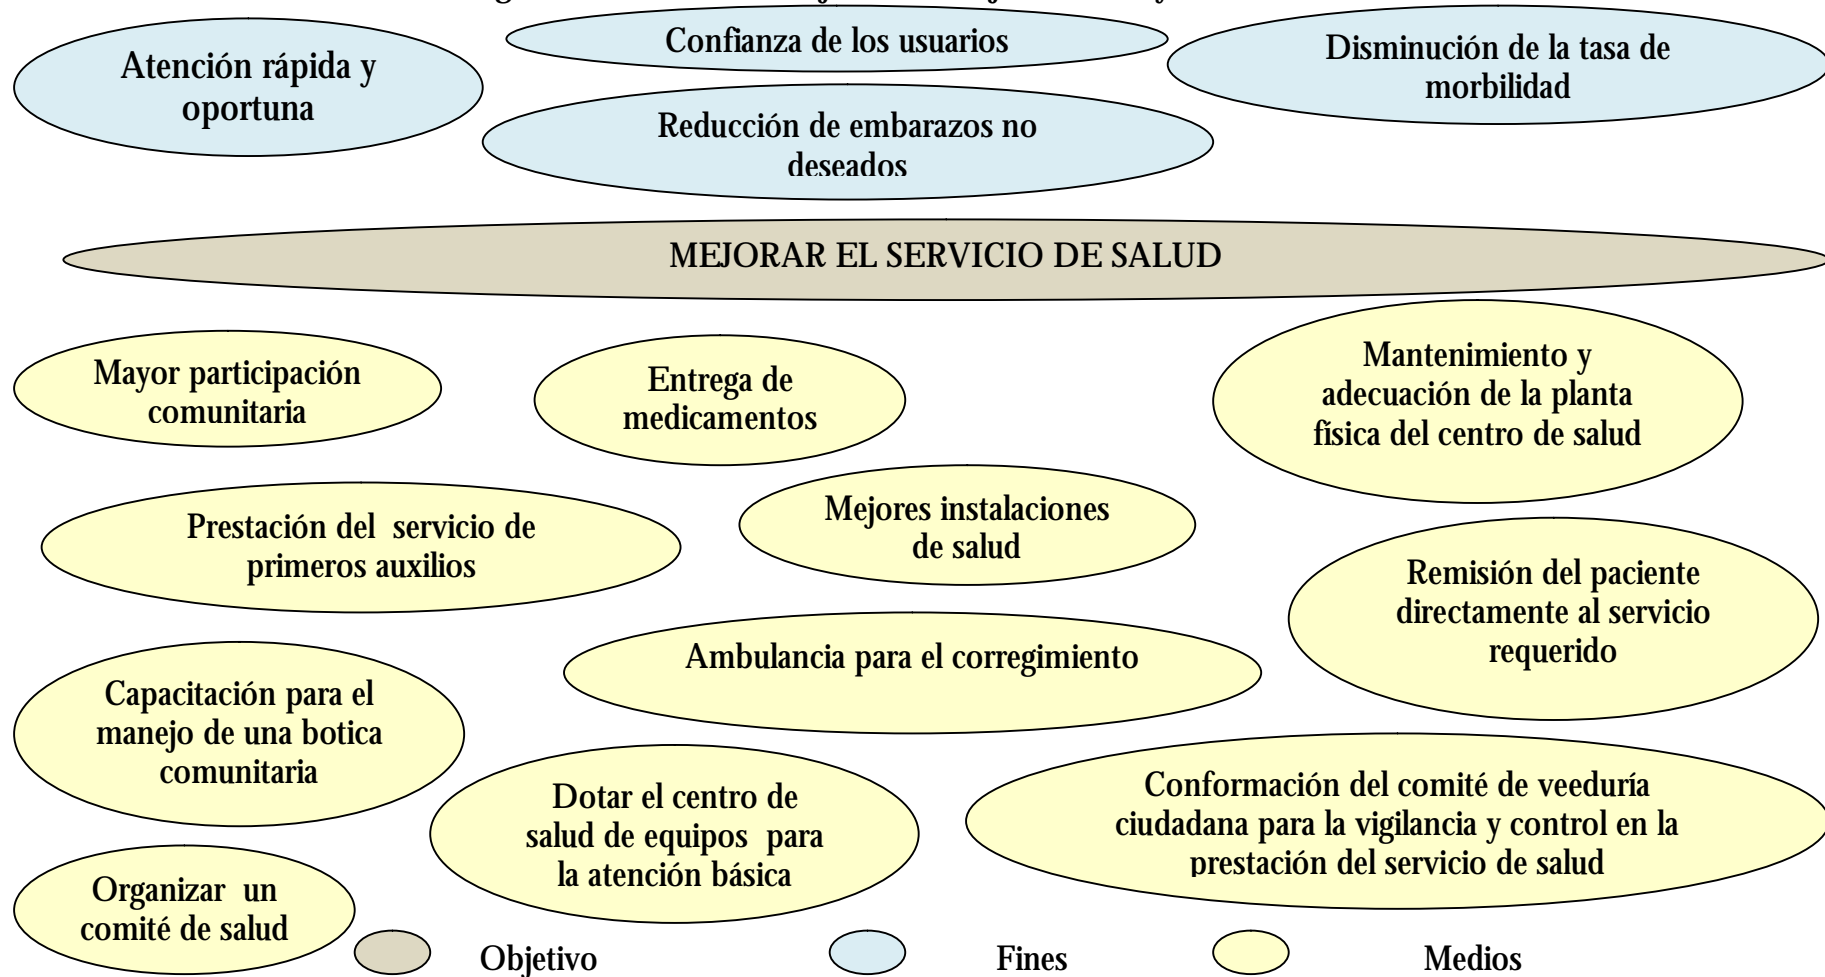 Atención rápida y
oportuna
Confianza de los usuarios
Disminución de la tasa de
morbilidad
Reducción de embarazos no
deseados
MEJORAR EL SERVICIO DE SALUD
Mayor participación
comunitaria
Entrega de
medicamentos
Mantenimiento y
adecuación de la planta
física del centro de salud
Prestación del servicio de
primeros auxilios
Mejores instalaciones
de salud
Remisión del paciente
directamente al servicio
requerido
Ambulancia para el corregimiento
Capacitación para el
manejo de una botica
comunitaria
Dotar el centro de
salud de equipos para
la atención básica
Conformación del comité de veeduría
ciudadana para la vigilancia y control en la
prestación del servicio de salud
Organizar un
comité de salud
Objetivo
Fines
Medios